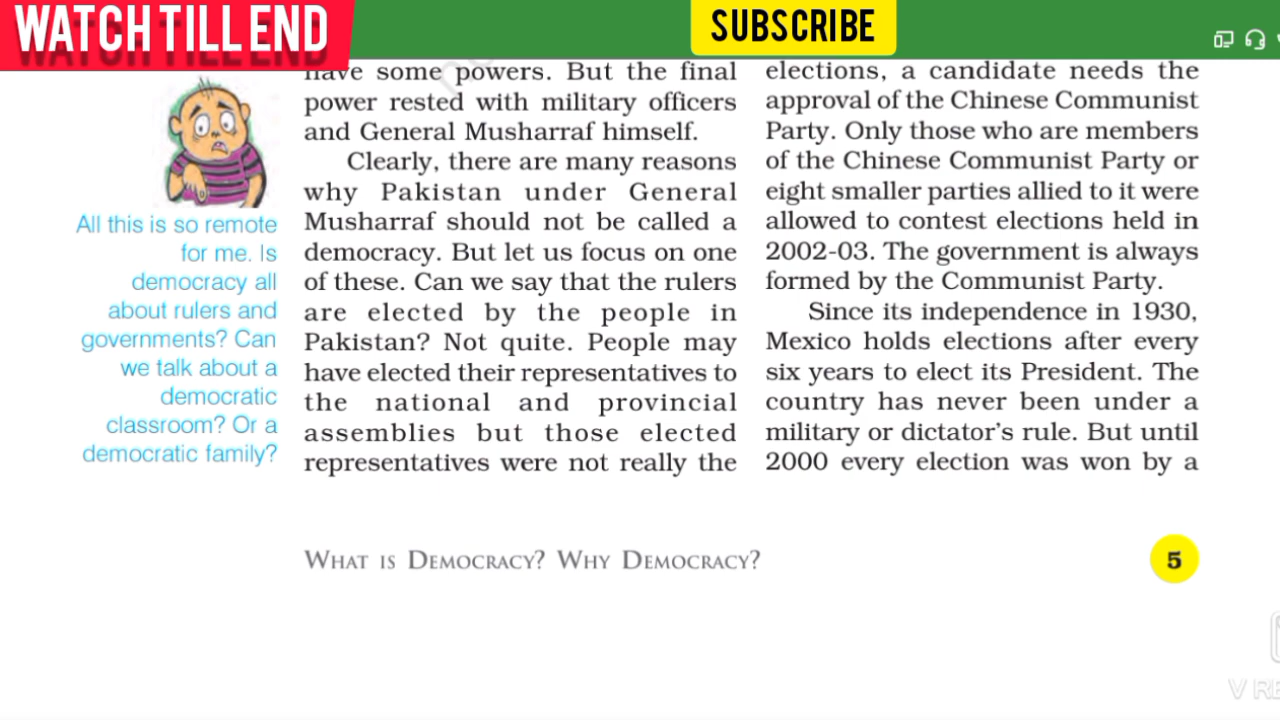 WATCH TILL END
SUBSCRIBE
All this is so remote
for me. Is
democracy all
about rulers and
governments? Can
we talk about a
democratic
classroom? Or a
democratic family?
have some powers. But the final
power rested with military officers
and General Musharraf himself.
Clearly, there are many reasons
why Pakistan under General
Musharraf should not be called a
democracy. But let us focus on one
of these. Can we say that the rulers
are elected by the people in
Pakistan? Not quite. People may
have elected their representatives to
the national and provincial
assemblies but those elected
representatives were not really the
elections, a candidate needs the
approval of the Chinese Communist
Party. Only those who are members
of the Chinese Communist Party or
eight smaller parties allied to it were
allowed to contest elections held in
2002-03. The government is always
formed by the Communist Party.
Since its independence in 1930,
Mexico holds elections after every
six years to elect its President. The
country has never been under a
military or dictator's rule. But until
2000 every election was won by a
WHAT IS DEMOCRACY? WHY DEMOCRACY?
5